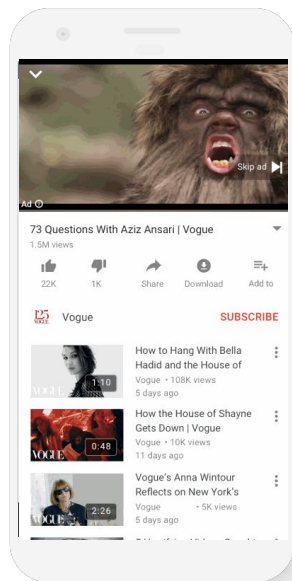 Skip ad
Ad
73 Questions With Aziz Ansari | Vogue
1.5M views
22K
1K
Share
Download
Add to
125
VOGUE
Vogue
SUBSCRIBE
VOGUE
1:10
How to Hang With Bella
Hadid and the House of
Vogue • 108K views
5 days ago
VOGUE
0:48
How the House of Shayne
Gets Down | Vogue
Vogue • 10K views
11 days ago
VOGUE
2:26
Vogue's Anna Wintour
Reflects on New York's
Vogue • 5K views
5 days ago